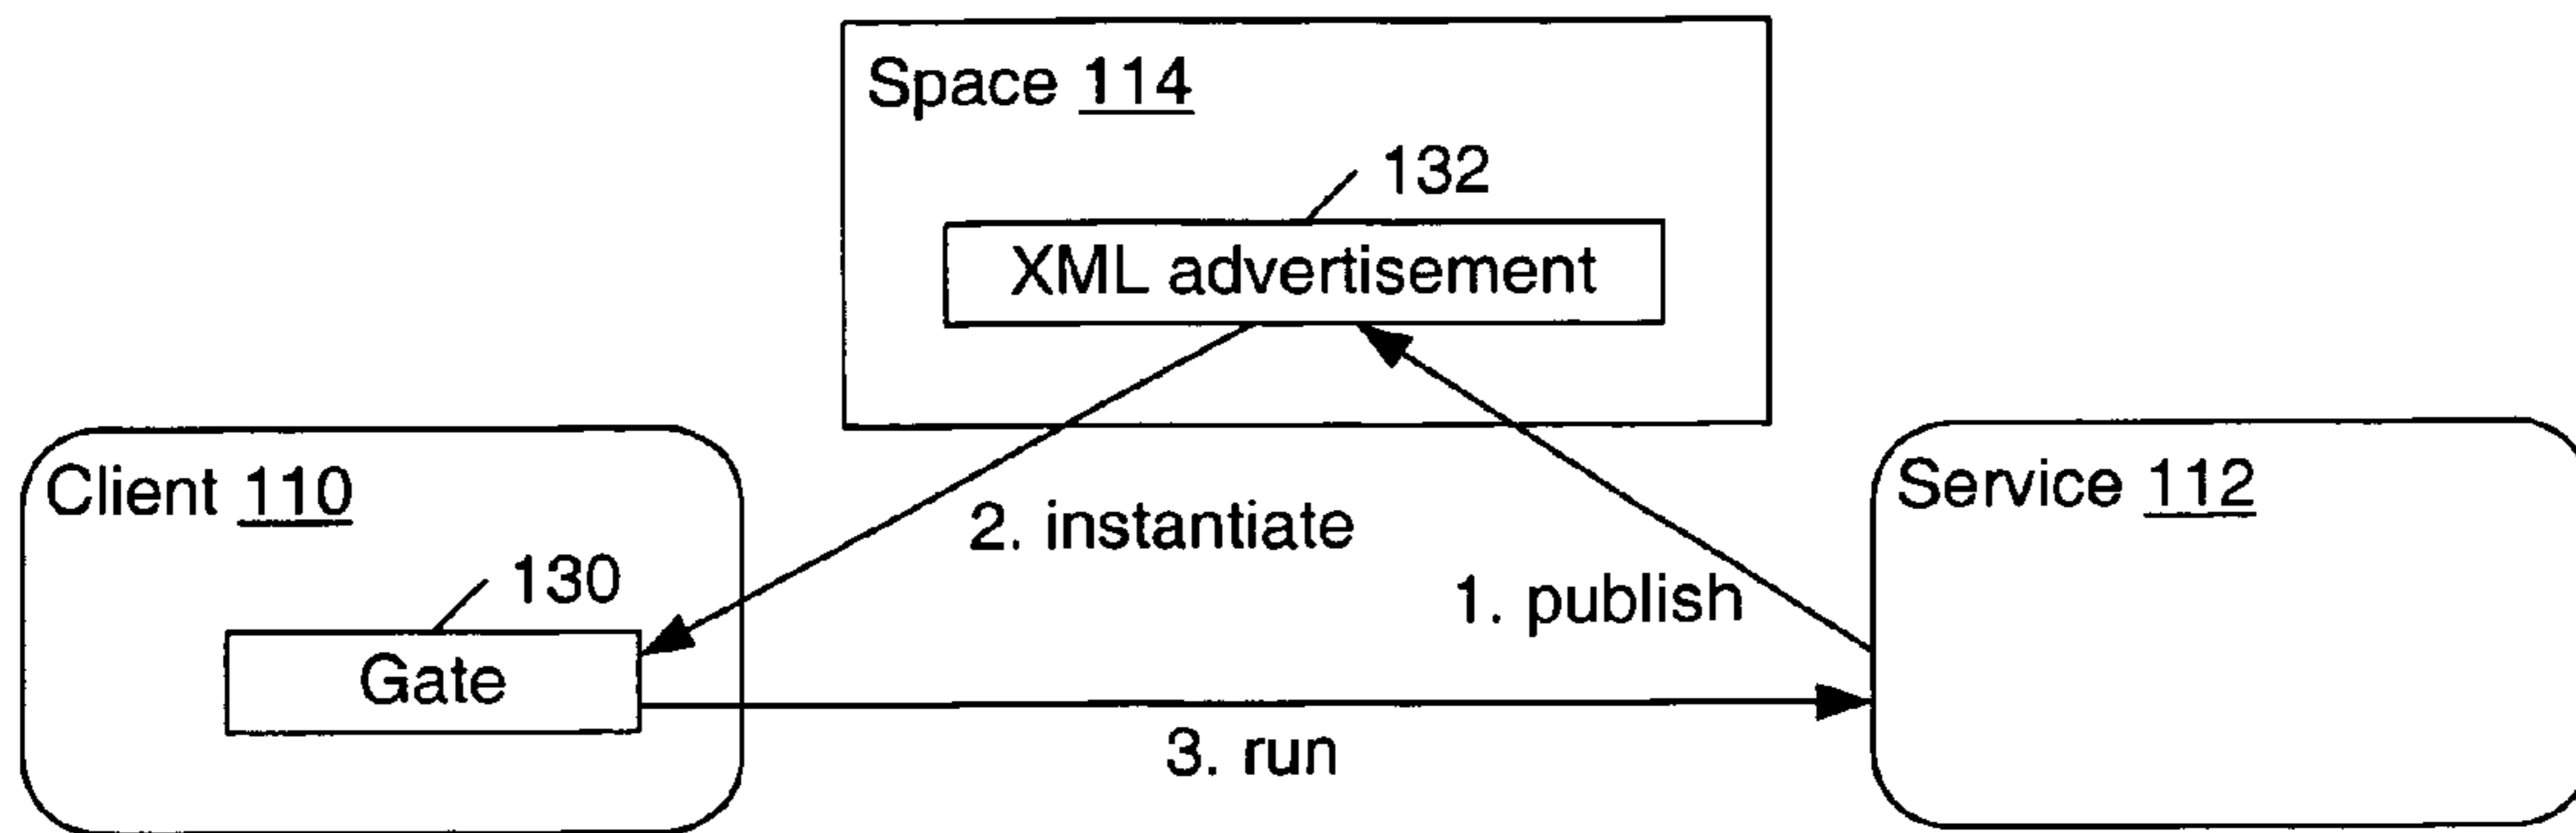 Space 114
132
XML advertisement
Client 110
Service 112
2. instantiate
130
1. publish
Gate
3. run